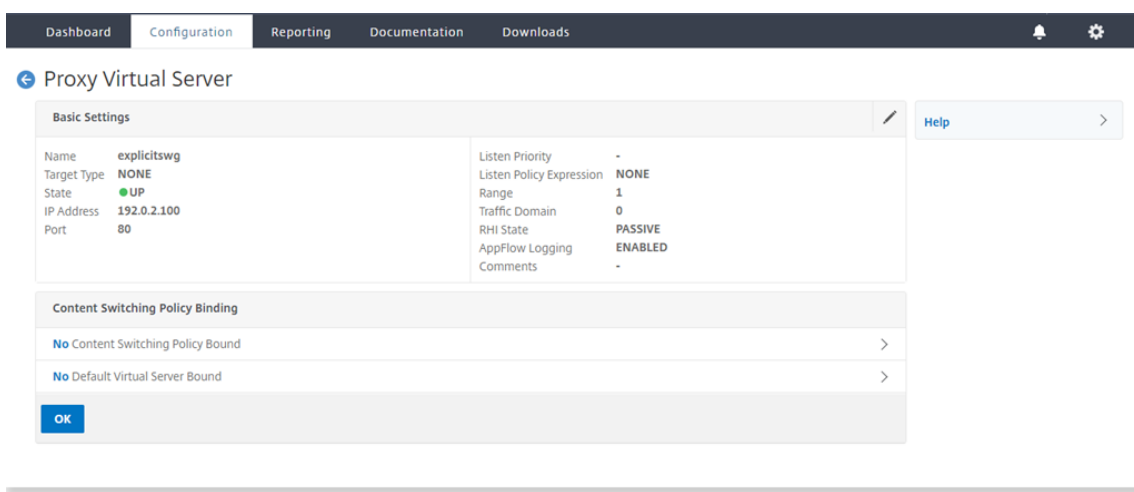 Dashboard Configuration Reporting Documentation Downloads
Proxy Virtual Server
Basic Settings
Name explicitswg
Target Type NONE
State UP
IP Address 192.0.2.100
Port 80
Listen Priority -
Listen Policy Expression NONE
Range 1
Traffic Domain 0
RHI State PASSIVE
AppFlow Logging ENABLED
Comments -
Help
Content Switching Policy Binding
No Content Switching Policy Bound
No Default Virtual Server Bound
OK